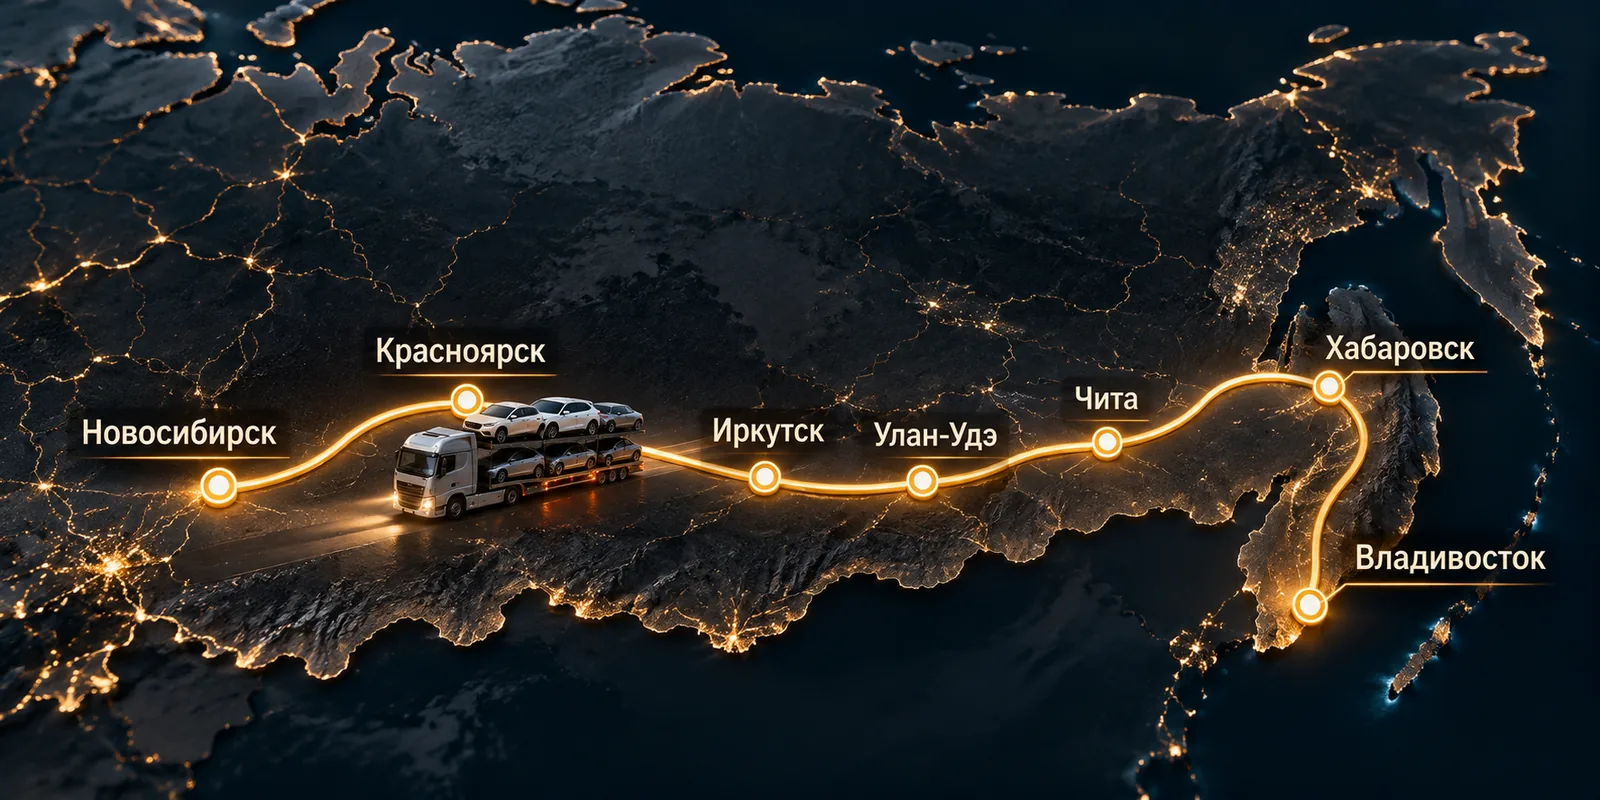 Красноярск
Новосибирск
Иркутск
Улан-Удэ
Чита
Хабаровск
Владивосток